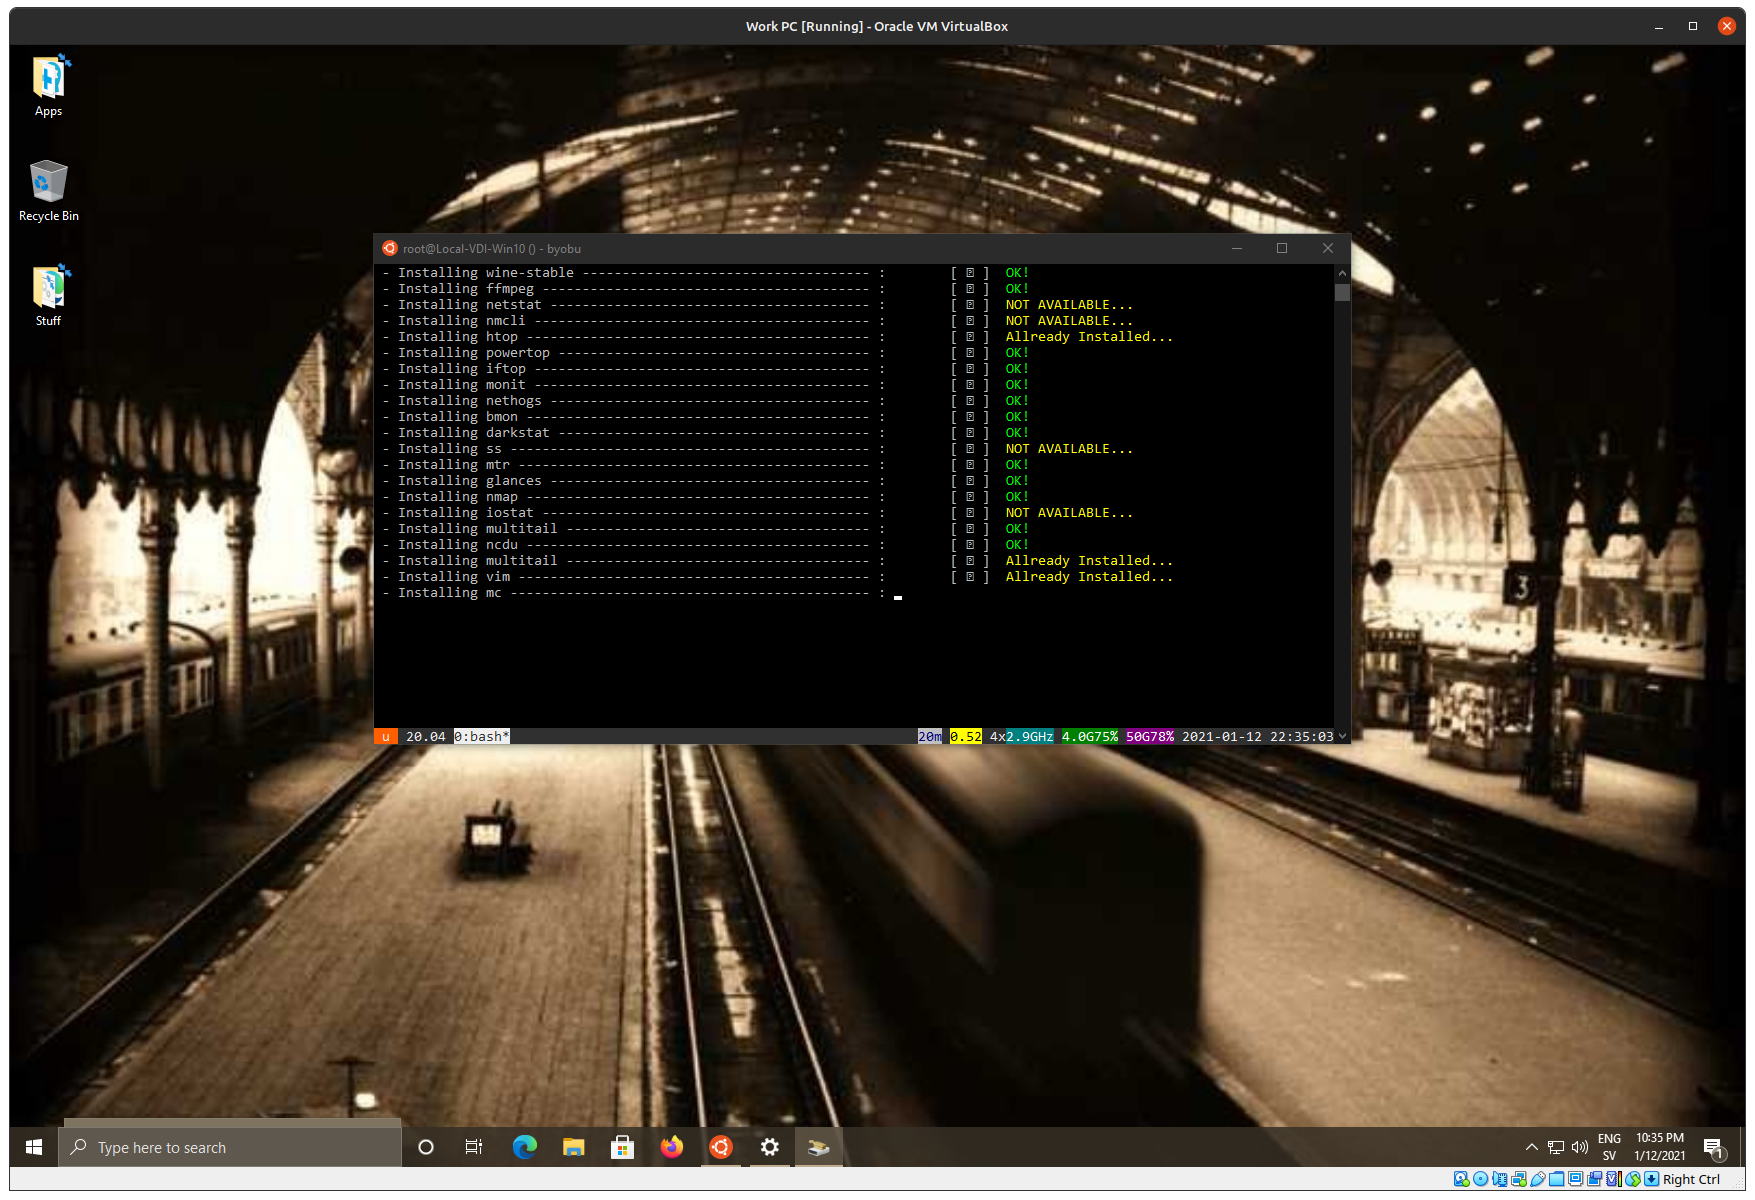 Work PC [Running] - Oracle VM VirtualBox
Apps
Recycle Bin
Stuff
root@Local-VDI-Win10 () - byobu
- Installing wine-stable ------------------------------------ : [ ⍰ ] OK!
- Installing ffmpeg ----------------------------------------- : [ ⍰ ] OK!
- Installing netstat ---------------------------------------- : [ ⍰ ] NOT AVAILABLE...
- Installing nmcli ------------------------------------------ : [ ⍰ ] NOT AVAILABLE...
- Installing htop ------------------------------------------- : [ ⍰ ] Allready Installed...
- Installing powertop --------------------------------------- : [ ⍰ ] OK!
- Installing iftop ------------------------------------------ : [ ⍰ ] OK!
- Installing monit ------------------------------------------ : [ ⍰ ] OK!
- Installing nethogs ---------------------------------------- : [ ⍰ ] OK!
- Installing bmon ------------------------------------------- : [ ⍰ ] OK!
- Installing darkstat --------------------------------------- : [ ⍰ ] OK!
- Installing ss --------------------------------------------- : [ ⍰ ] NOT AVAILABLE...
- Installing mtr -------------------------------------------- : [ ⍰ ] OK!
- Installing glances ---------------------------------------- : [ ⍰ ] OK!
- Installing nmap ------------------------------------------- : [ ⍰ ] OK!
- Installing iostat ----------------------------------------- : [ ⍰ ] NOT AVAILABLE...
- Installing multitail -------------------------------------- : [ ⍰ ] OK!
- Installing ncdu ------------------------------------------- : [ ⍰ ] OK!
- Installing multitail -------------------------------------- : [ ⍰ ] Allready Installed...
- Installing vim -------------------------------------------- : [ ⍰ ] Allready Installed...
- Installing mc --------------------------------------------- :
u 20.04 0:bash* 20m 0.52 4x2.9GHz 4.0G75% 50G78% 2021-01-12 22:35:03
3
Type here to search
ENG
SV
10:35 PM
1/12/2021
1
Right Ctrl